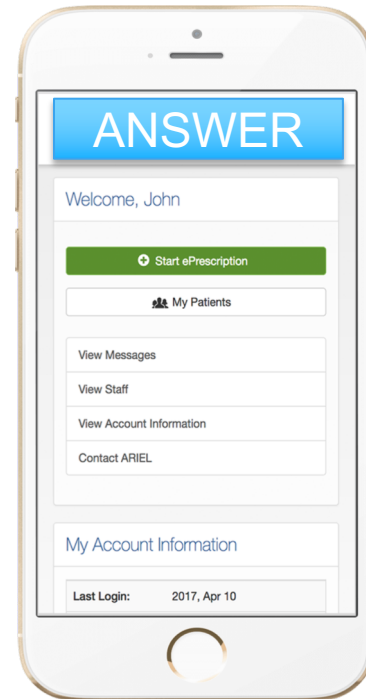 ANSWER
Welcome, John
Start ePrescription
My Patients
View Messages
View Staff
View Account Information
Contact ARIEL
My Account Information
Last Login: 2017, Apr 10